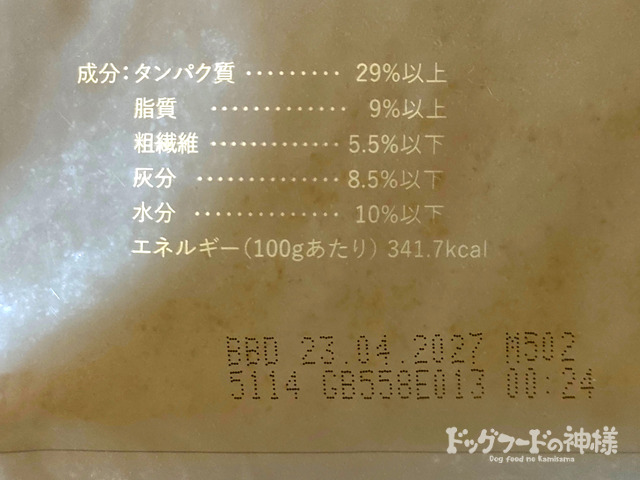 成分：タンパク質 ········· 29%以上
脂質 ············· 9%以上
粗繊維 ············ 5.5%以下
灰分 ············· 8.5%以下
水分 ············· 10%以下
エネルギー（100gあたり）341.7kcal
BBD 23.04.2027 M502
5114 GB558E013 00:24
ドッグフードの神様
Dog food no Kamisama